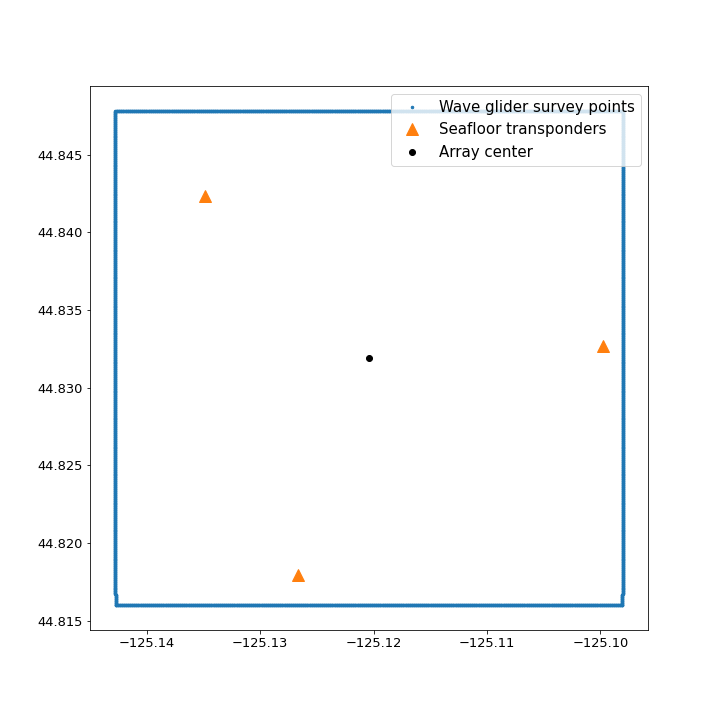 Wave glider survey points
Seafloor transponders
Array center
44.845
44.840
44.835
44.830
44.825
44.820
44.815
−125.14 −125.13 −125.12 −125.11 −125.10